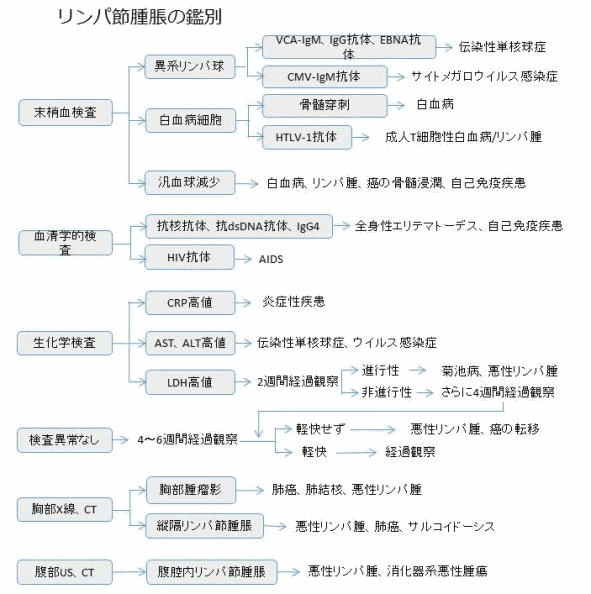 リンパ節腫脹の鑑別
VCA-IgM、IgG抗体、EBNA抗
体
伝染性単核球症
異系リンパ球
CMV-IgM抗体
サイトメガロウイルス感染症
末梢血検査
白血病細胞
骨髄穿刺
白血病
HTLV-1抗体
成人T細胞性白血病/リンパ腫
汎血球減少
白血病、リンパ腫、癌の骨髄浸潤、自己免疫疾患
血清学的検
査
抗核抗体、抗dsDNA抗体、IgG4
全身性エリテマトーデス、自己免疫疾患
HIV抗体
AIDS
CRP高値
炎症性疾患
生化学検査
AST、ALT高値
伝染性単核球症、ウイルス感染症
LDH高値
2週間経過観察
進行性
菊池病、悪性リンパ腫
非進行性
さらに4週間経過観察
検査異常なし
4～6週間経過観察
軽快せず
悪性リンパ腫、癌の転移
軽快
経過観察
胸部X線、CT
胸部腫瘤影
肺癌、肺結核、悪性リンパ腫
縦隔リンパ節腫脹
悪性リンパ腫、肺癌、サルコイドーシス
腹部US、CT
腹腔内リンパ節腫脹
悪性リンパ腫、消化器系悪性腫瘍